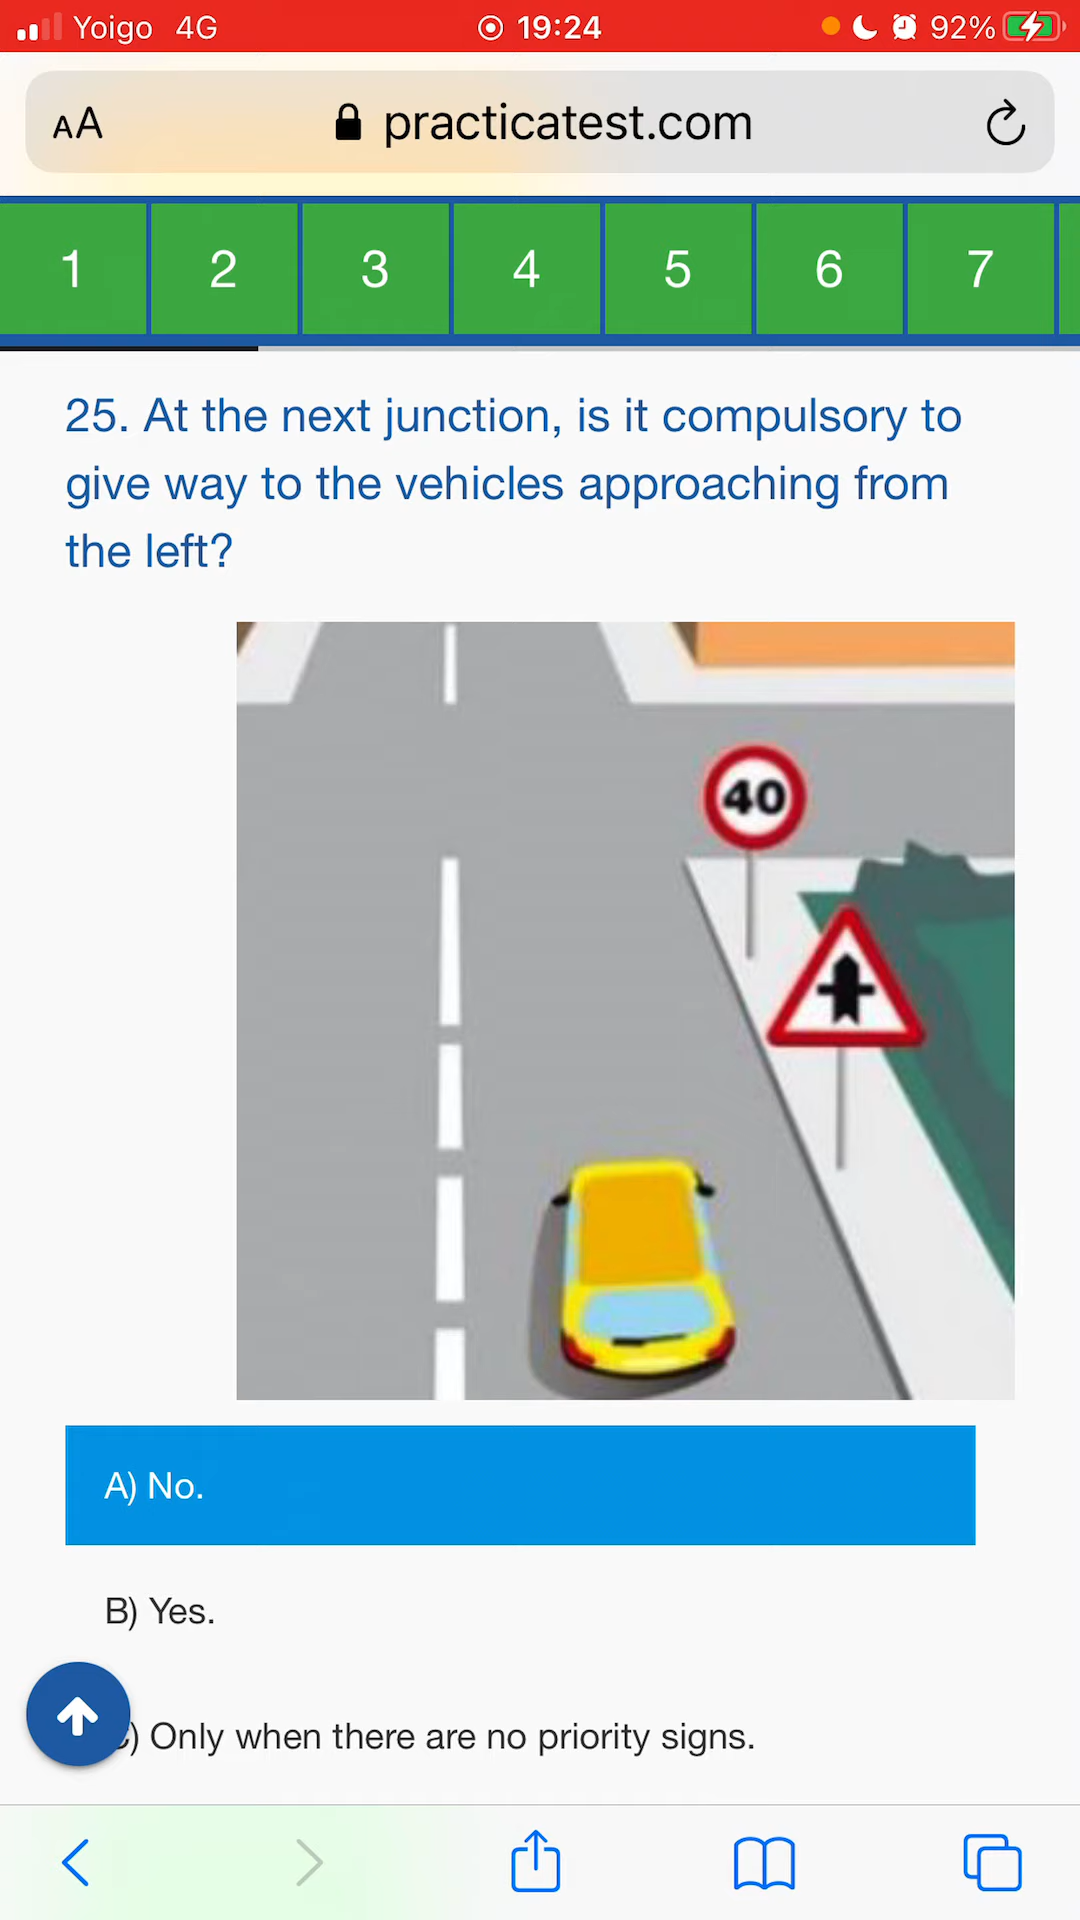 Yoigo 4G 19:24 92%
AA practicatest.com
1 2 3 4 5 6 7
25. At the next junction, is it compulsory to
give way to the vehicles approaching from
the left?
40
A) No.
B) Yes.
) Only when there are no priority signs.